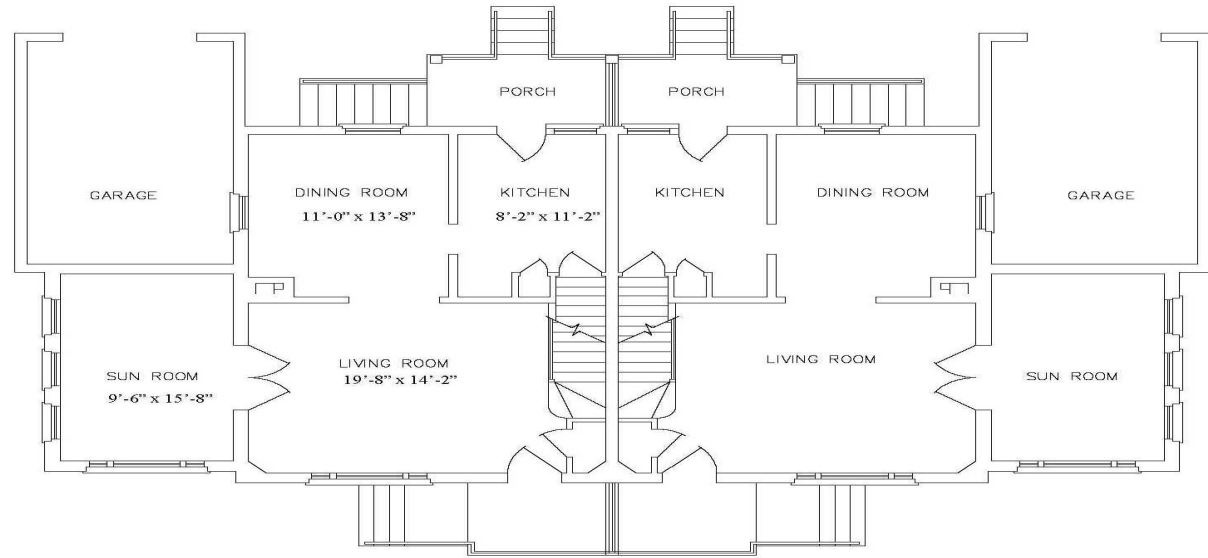 PORCH
PORCH
GARAGE
DINING ROOM
11'-0" x 13'-8"
KITCHEN
8'-2" x 11'-2"
KITCHEN
DINING ROOM
GARAGE
SUN ROOM
9'-6" x 15'-8"
LIVING ROOM
19'-8" x 14'-2"
LIVING ROOM
SUN ROOM